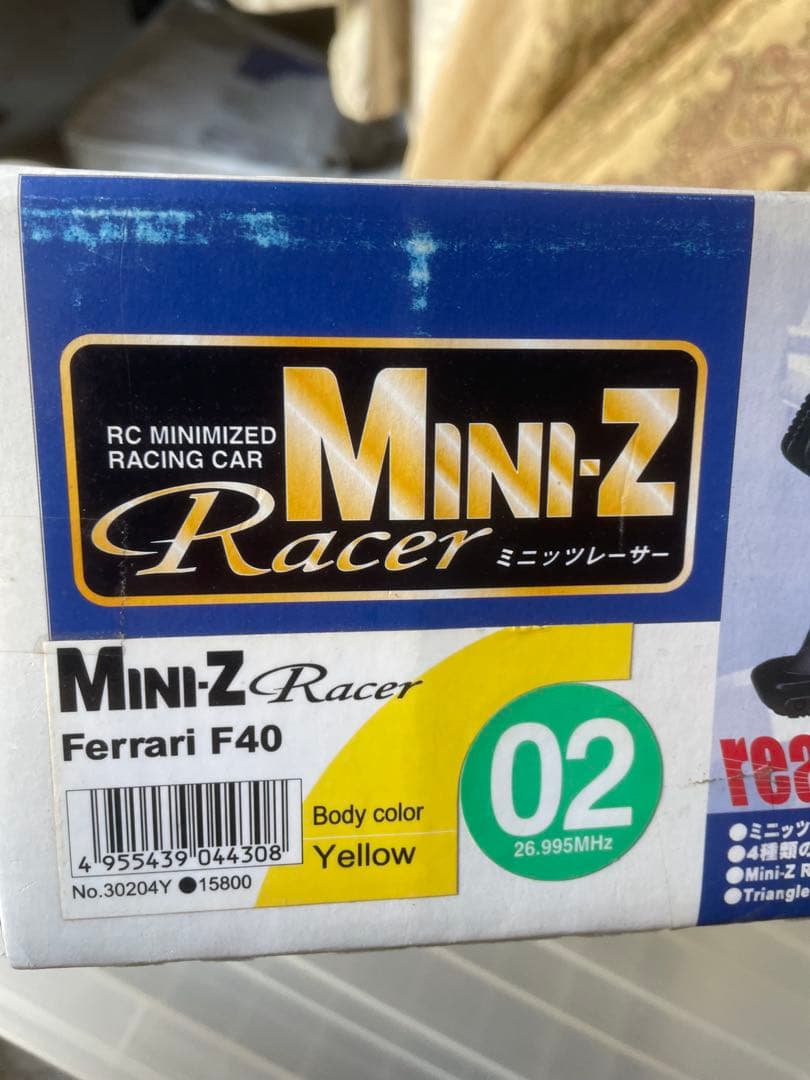 RC MINIMIZED
RACING CAR
MINI-Z
Racer ミニッツレーサー
MINI-Z Racer
Ferrari F40
4 955439 044308
No.30204Y ●15800
Body color
Yellow
02
26.995MHz
rea
●ミニッツ
●4種類の
●Mini-Z R
●Triangle